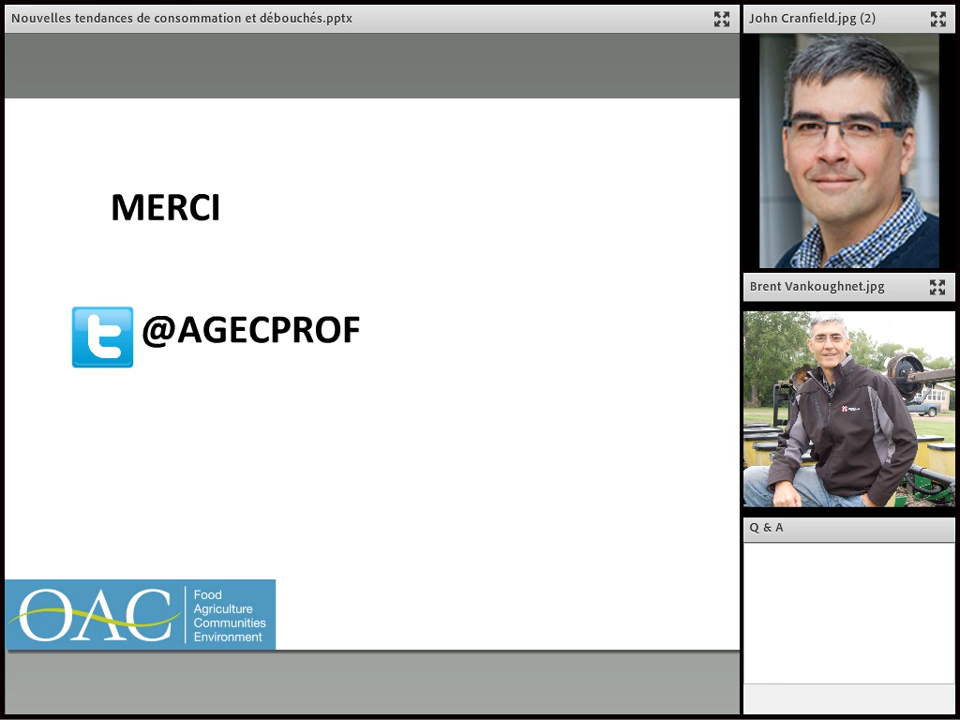 Nouvelles tendances de consommation et débouchés.pptx
MERCI
@AGECPROF
OAC
Food
Agriculture
Communities
Environment
John Cranfield.jpg (2)
Brent Vankoughnet.jpg
Q & A